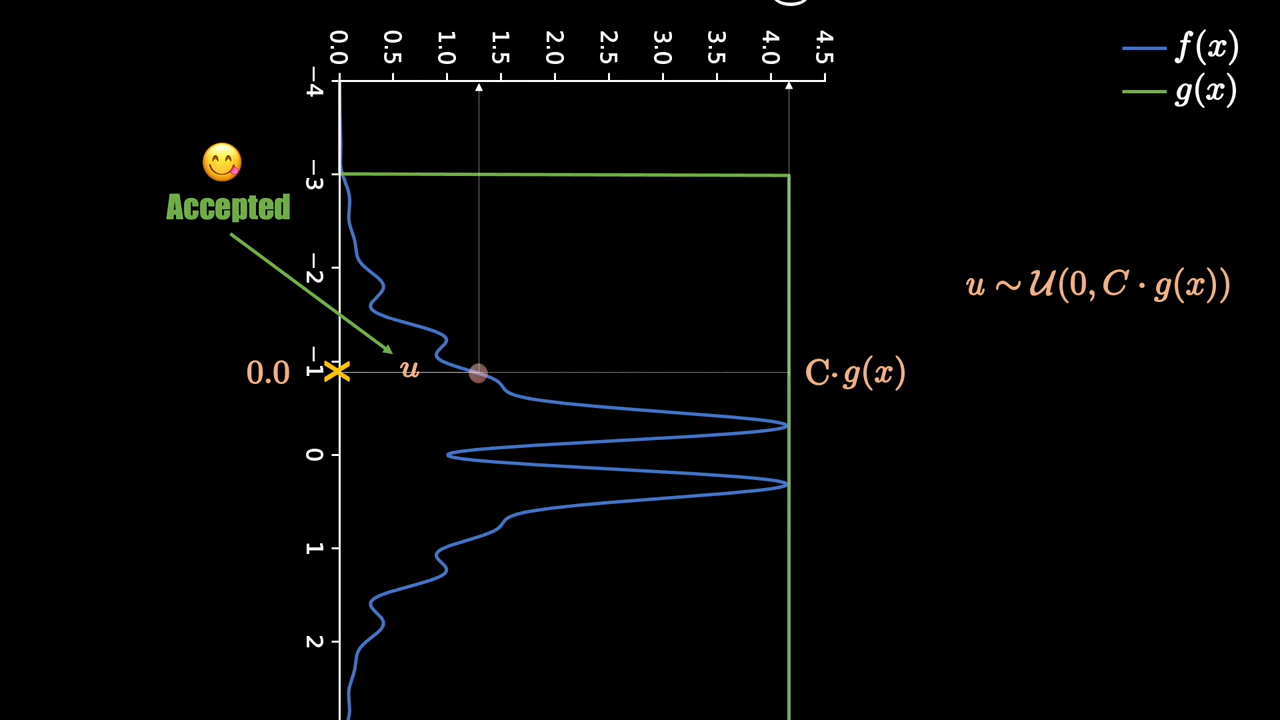 0.0 0.5 1.0 1.5 2.0 2.5 3.0 3.5 4.0 4.5
f(x)
g(x)
−4
−3
Accepted
−2
u ∼ 𝒰(0, C · g(x))
−1
0.0
u
C·g(x)
0
1
2